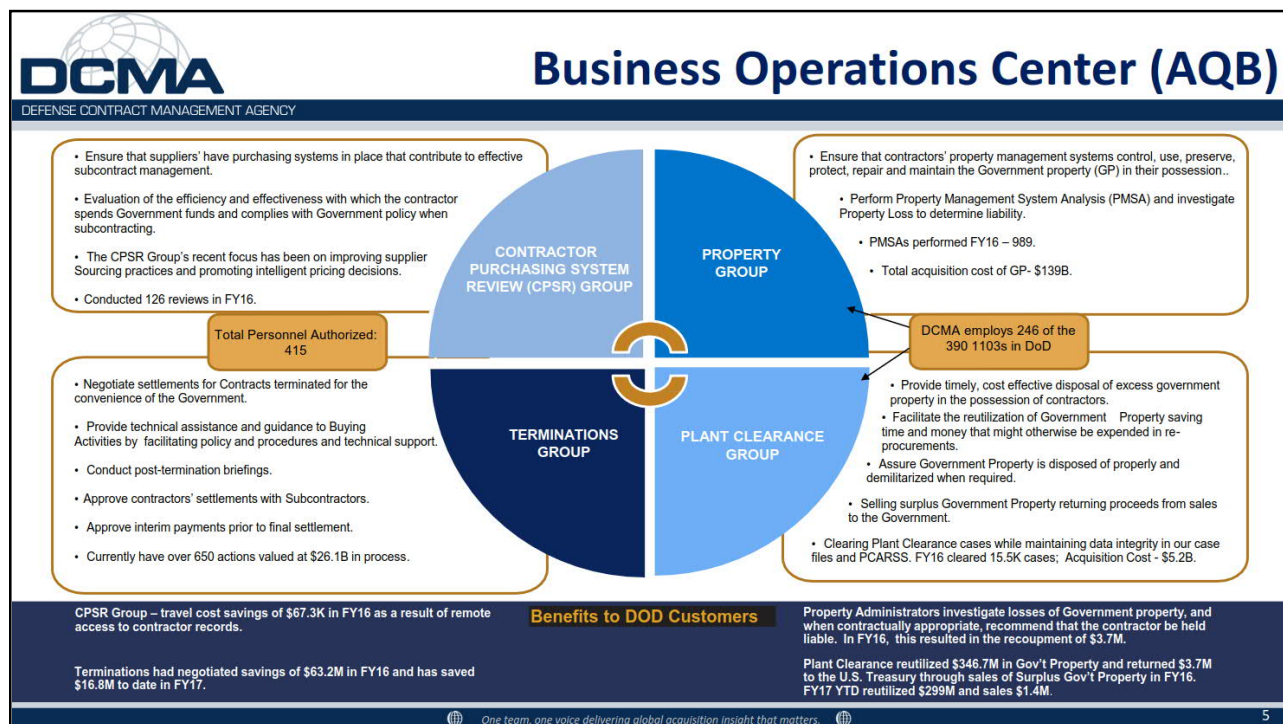 DCMA
DEFENSE CONTRACT MANAGEMENT AGENCY
Business Operations Center (AQB)
• Ensure that suppliers' have purchasing systems in place that contribute to effective
subcontract management.
• Evaluation of the efficiency and effectiveness with which the contractor
spends Government funds and complies with Government policy when
subcontracting.
• The CPSR Group's recent focus has been on improving supplier
Sourcing practices and promoting intelligent pricing decisions.
• Conducted 126 reviews in FY16.
Total Personnel Authorized:
415
CONTRACTOR
PURCHASING SYSTEM
REVIEW (CPSR) GROUP
PROPERTY
GROUP
• Ensure that contractors' property management systems control, use, preserve,
protect, repair and maintain the Government property (GP) in their possession..
• Perform Property Management System Analysis (PMSA) and investigate
Property Loss to determine liability.
• PMSAs performed FY16 – 989.
• Total acquisition cost of GP- $139B.
DCMA employs 246 of the
390 1103s in DoD
• Negotiate settlements for Contracts terminated for the
convenience of the Government.
• Provide technical assistance and guidance to Buying
Activities by facilitating policy and procedures and technical support.
• Conduct post-termination briefings.
• Approve contractors' settlements with Subcontractors.
• Approve interim payments prior to final settlement.
• Currently have over 650 actions valued at $26.1B in process.
TERMINATIONS
GROUP
PLANT CLEARANCE
GROUP
• Provide timely, cost effective disposal of excess government
property in the possession of contractors.
• Facilitate the reutilization of Government Property saving
time and money that might otherwise be expended in re-
procurements.
• Assure Government Property is disposed of properly and
demilitarized when required.
• Selling surplus Government Property returning proceeds from sales
to the Government.
• Clearing Plant Clearance cases while maintaining data integrity in our case
files and PCARSS. FY16 cleared 15.5K cases; Acquisition Cost - $5.2B.
Benefits to DOD Customers
CPSR Group – travel cost savings of $67.3K in FY16 as a result of remote
access to contractor records.
Terminations had negotiated savings of $63.2M in FY16 and has saved
$16.8M to date in FY17.
Property Administrators investigate losses of Government property, and
when contractually appropriate, recommend that the contractor be held
liable. In FY16, this resulted in the recoupment of $3.7M.
Plant Clearance reutilized $346.7M in Gov't Property and returned $3.7M
to the U.S. Treasury through sales of Surplus Gov't Property in FY16.
FY17 YTD reutilized $299M and sales $1.4M.
One team, one voice delivering global acquisition insight that matters.
5